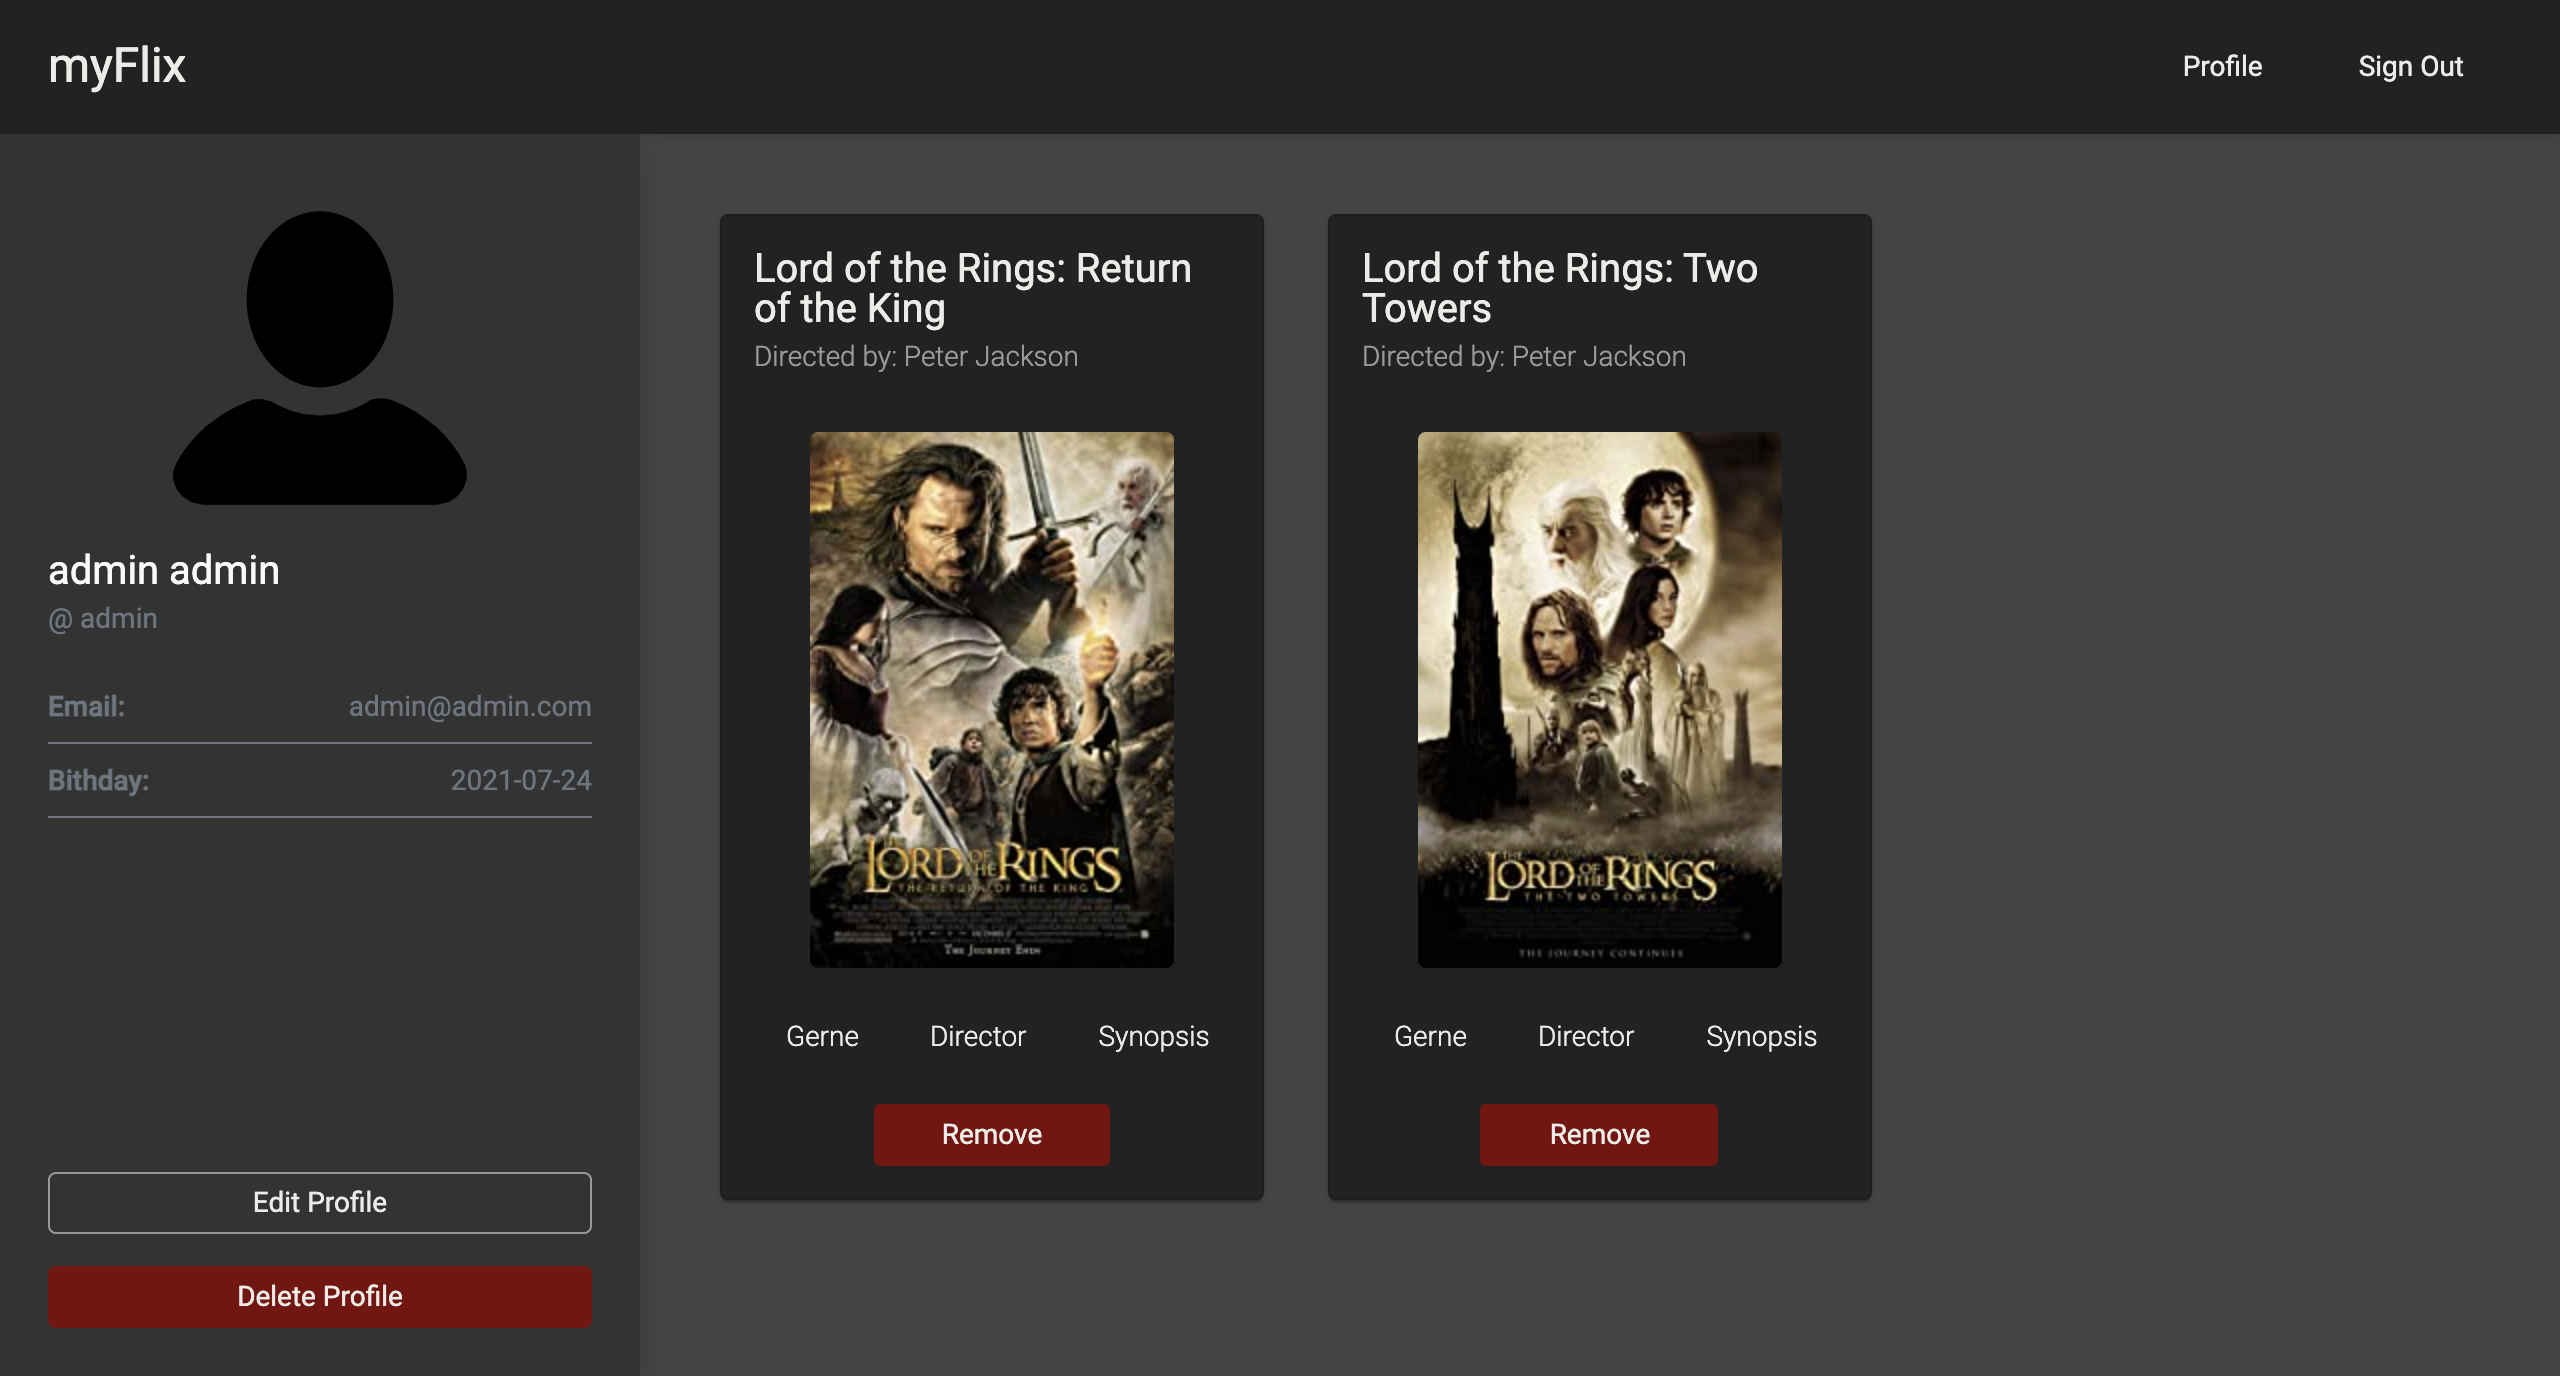 myFlix
Profile
Sign Out
admin admin
@ admin
Email: admin@admin.com
Bithday: 2021-07-24
Edit Profile
Delete Profile
Lord of the Rings: Return
of the King
Directed by: Peter Jackson
THE
LORD OF THE RINGS
THE RETURN OF THE KING
THE JOURNEY ENDS
Gerne
Director
Synopsis
Remove
Lord of the Rings: Two
Towers
Directed by: Peter Jackson
THE
LORD OF THE RINGS
THE TWO TOWERS
THE JOURNEY CONTINUES
Gerne
Director
Synopsis
Remove